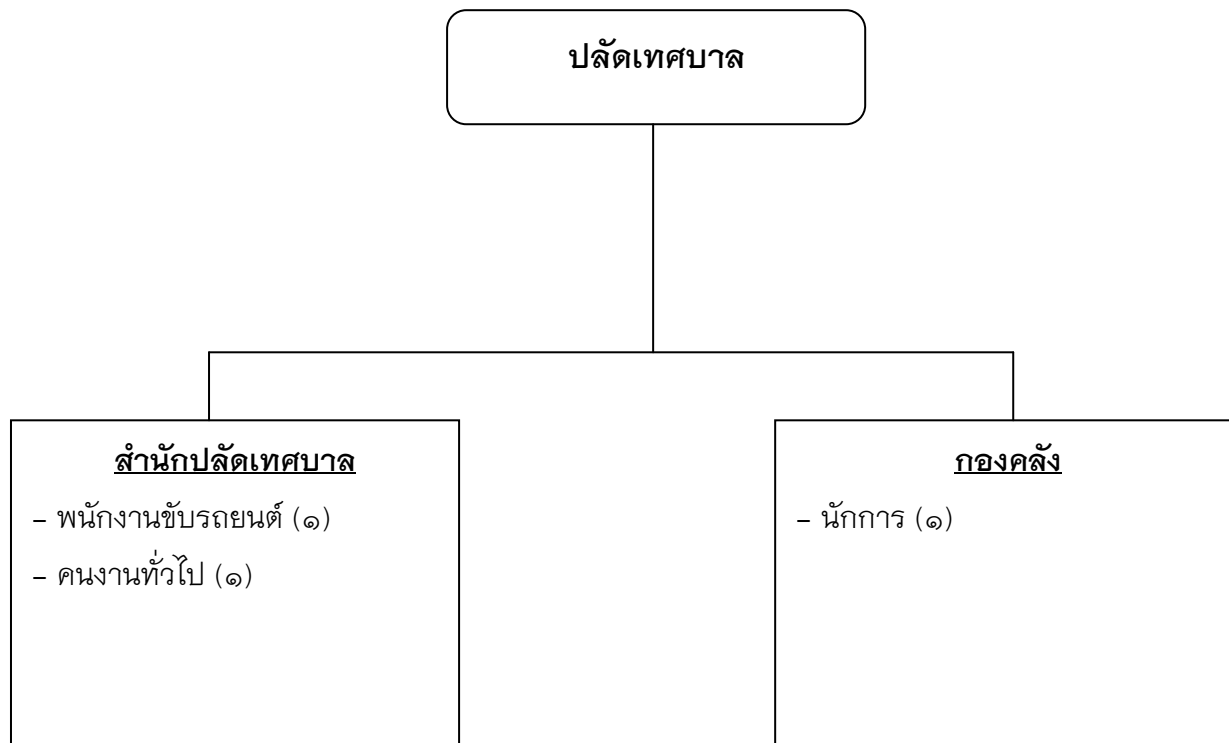 ปลัดเทศบาล
สำนักปลัดเทศบาล
- พนักงานขับรถยนต์ (๑)
- คนงานทั่วไป (๑)
กองคลัง
- นักการ (๑)